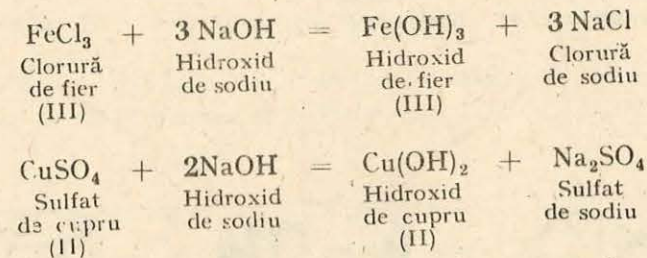 FeCl₃ + 3 NaOH = Fe(OH)₃ + 3 NaCl
Clorură Hidroxid Hidroxid Clorură
de fier de sodiu de fier de sodiu
(III) (III)
CuSO₄ + 2NaOH = Cu(OH)₂ + Na₂SO₄
Sulfat Hidroxid Hidroxid Sulfat
de cupru de sodiu de cupru de sodiu
(II) (II)